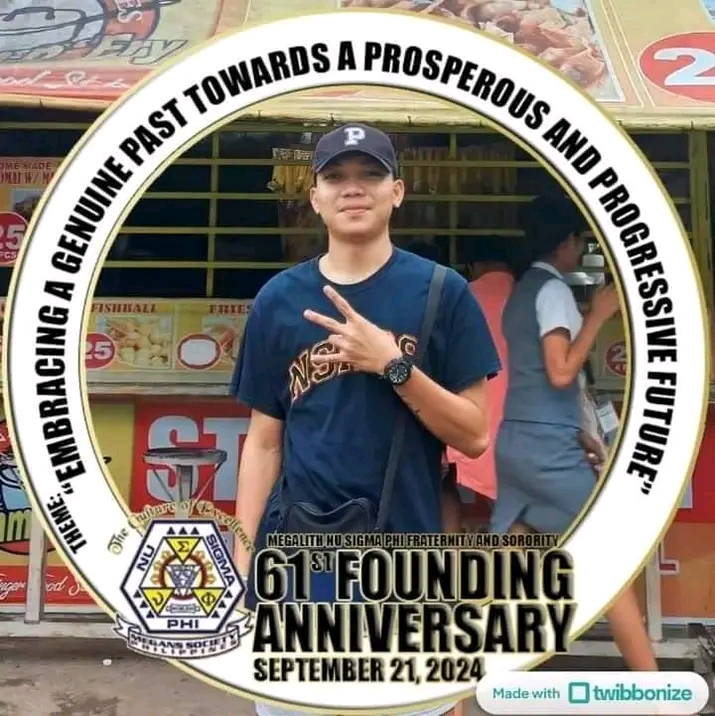 THEME: "EMBRACING A GENUINE PAST TOWARDS A PROSPEROUS AND PROGRESSIVE FUTURE"
P
FISHBALL
FRIES
25
25
2
ST
The Culture of Excellence
NU SIGMA
PHI
MEGANS SOCIETY
PHILIPPINES
MEGALITH NU SIGMA PHI FRATERNITY AND SORORITY
61ST FOUNDING
ANNIVERSARY
SEPTEMBER 21, 2024
Made with twibbonize